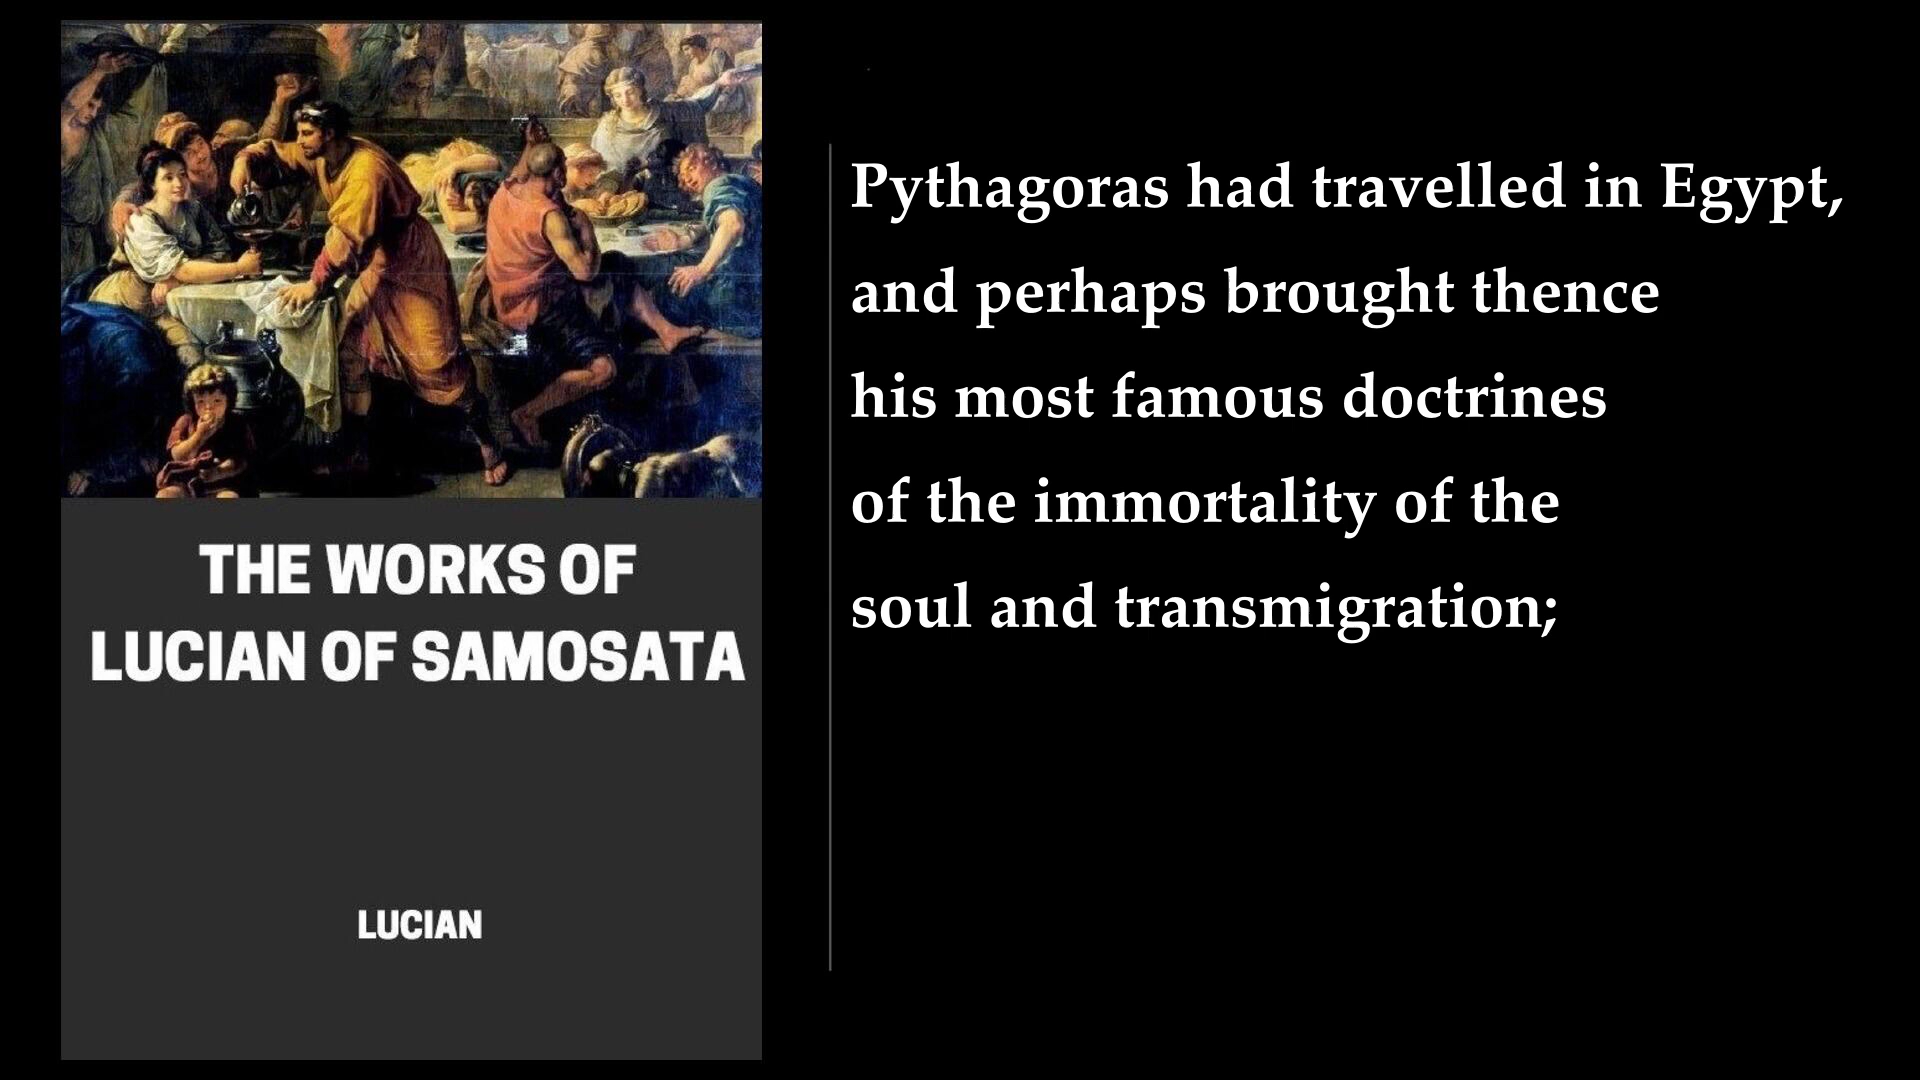 THE WORKS OF
LUCIAN OF SAMOSATA
LUCIAN
Pythagoras had travelled in Egypt,
and perhaps brought thence
his most famous doctrines
of the immortality of the
soul and transmigration;